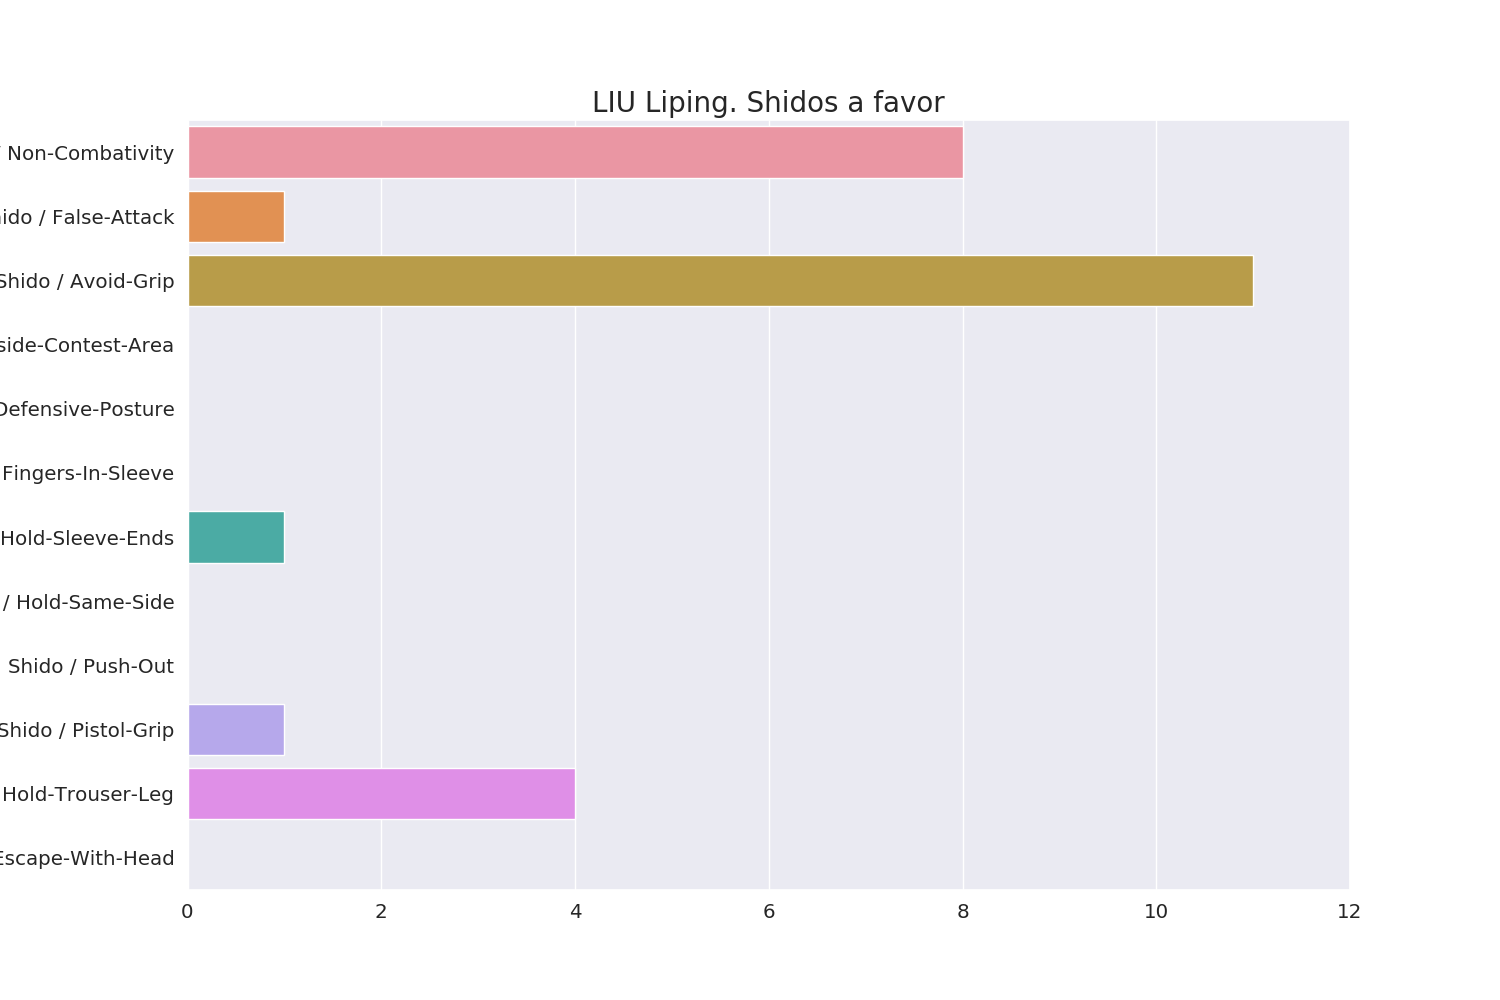 LIU Liping. Shidos a favor
/ Non-Combativity
ido / False-Attack
Shido / Avoid-Grip
side-Contest-Area
Defensive-Posture
Fingers-In-Sleeve
Hold-Sleeve-Ends
/ Hold-Same-Side
Shido / Push-Out
Shido / Pistol-Grip
Hold-Trouser-Leg
Escape-With-Head
0 2 4 6 8 10 12